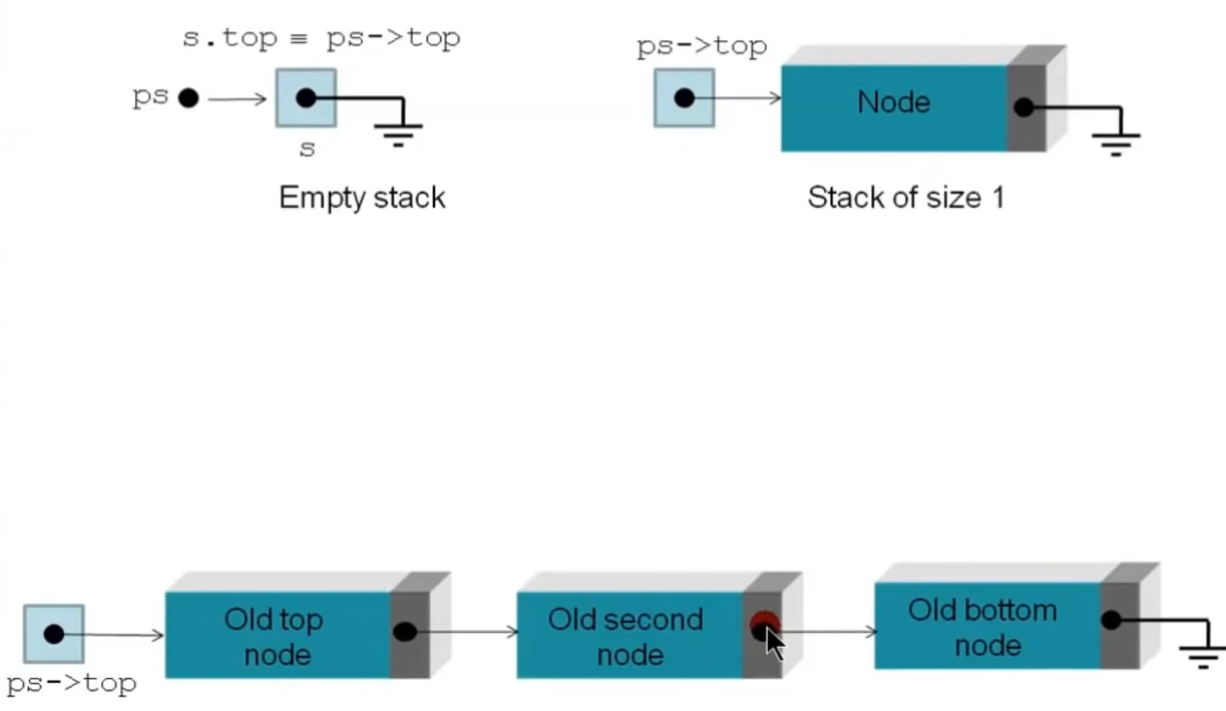 s.top ≡ ps->top
ps
s
Empty stack
ps->top
Node
Stack of size 1
ps->top
Old top
node
Old second
node
Old bottom
node